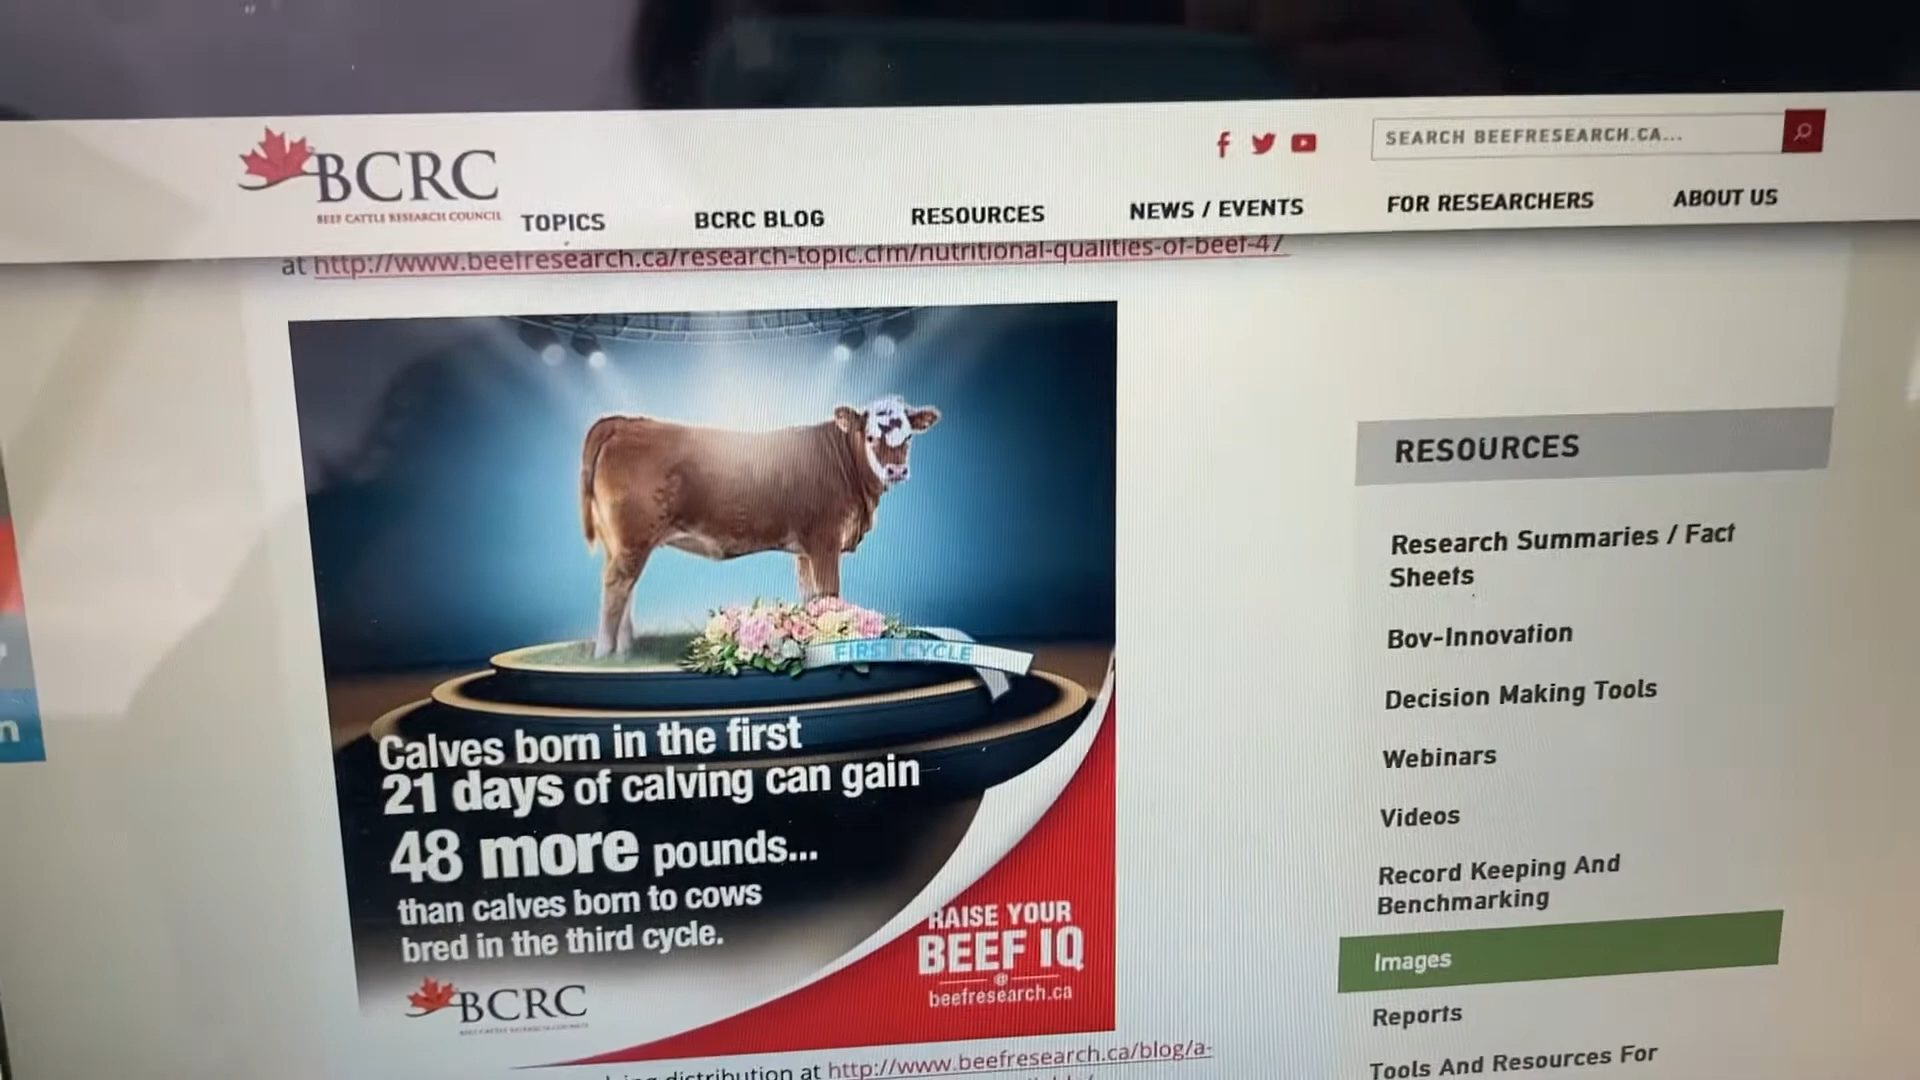 BCRC
BEEF CATTLE RESEARCH COUNCIL
SEARCH BEEFRESEARCH.CA...
TOPICS
BCRC BLOG
RESOURCES
NEWS / EVENTS
FOR RESEARCHERS
ABOUT US
at http://www.beefresearch.ca/research-topic.cfm/nutritional-qualities-of-beef-47
FIRST CYCLE
Calves born in the first
21 days of calving can gain
48 more pounds...
than calves born to cows
bred in the third cycle.
BCRC
BEEF CATTLE RESEARCH COUNCIL
RAISE YOUR
BEEF IQ
@
beefresearch.ca
distribution at http://www.beefresearch.ca/blog/a-
RESOURCES
Research Summaries / Fact
Sheets
Bov-Innovation
Decision Making Tools
Webinars
Videos
Record Keeping And
Benchmarking
Images
Reports
Tools And Resources For